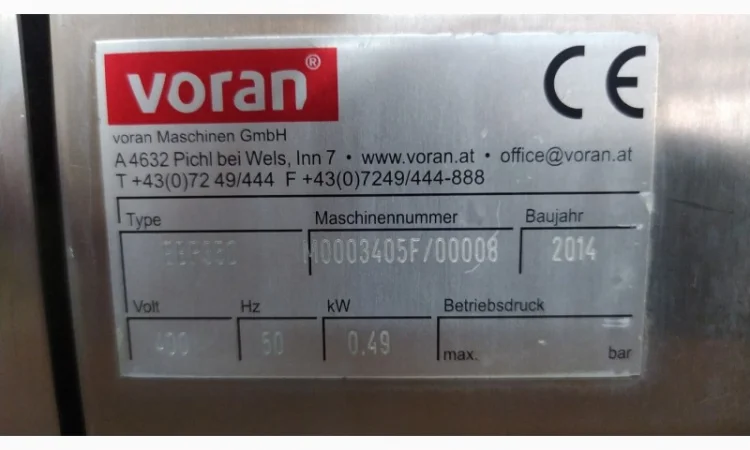 voran®
CE
voran Maschinen GmbH
A 4632 Pichl bei Wels, Inn 7 • www.voran.at • office@voran.at
T +43(0)72 49/444 F +43(0)7249/444-888
Type Maschinennummer Baujahr
M0003405F/00008 2014
Volt Hz kW Betriebsdruck
400 50 0.49
max. bar